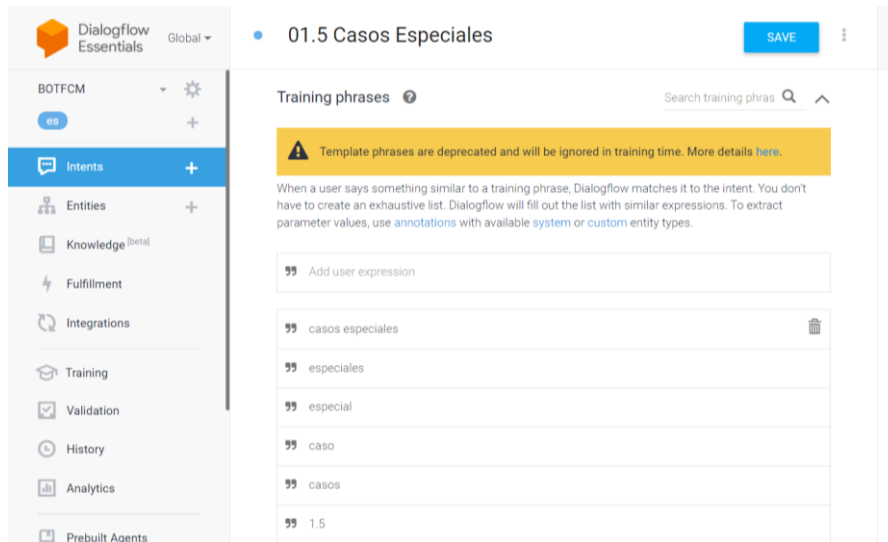 Dialogflow
Essentials
Global
BOTFCM
es
Intents
Entities
Knowledge [beta]
Fulfillment
Integrations
Training
Validation
History
Analytics
Prebuilt Agents
01.5 Casos Especiales
SAVE
Training phrases
Search training phras
Template phrases are deprecated and will be ignored in training time. More details here.
When a user says something similar to a training phrase, Dialogflow matches it to the intent. You don't
have to create an exhaustive list. Dialogflow will fill out the list with similar expressions. To extract
parameter values, use annotations with available system or custom entity types.
Add user expression
casos especiales
especiales
especial
caso
casos
1.5